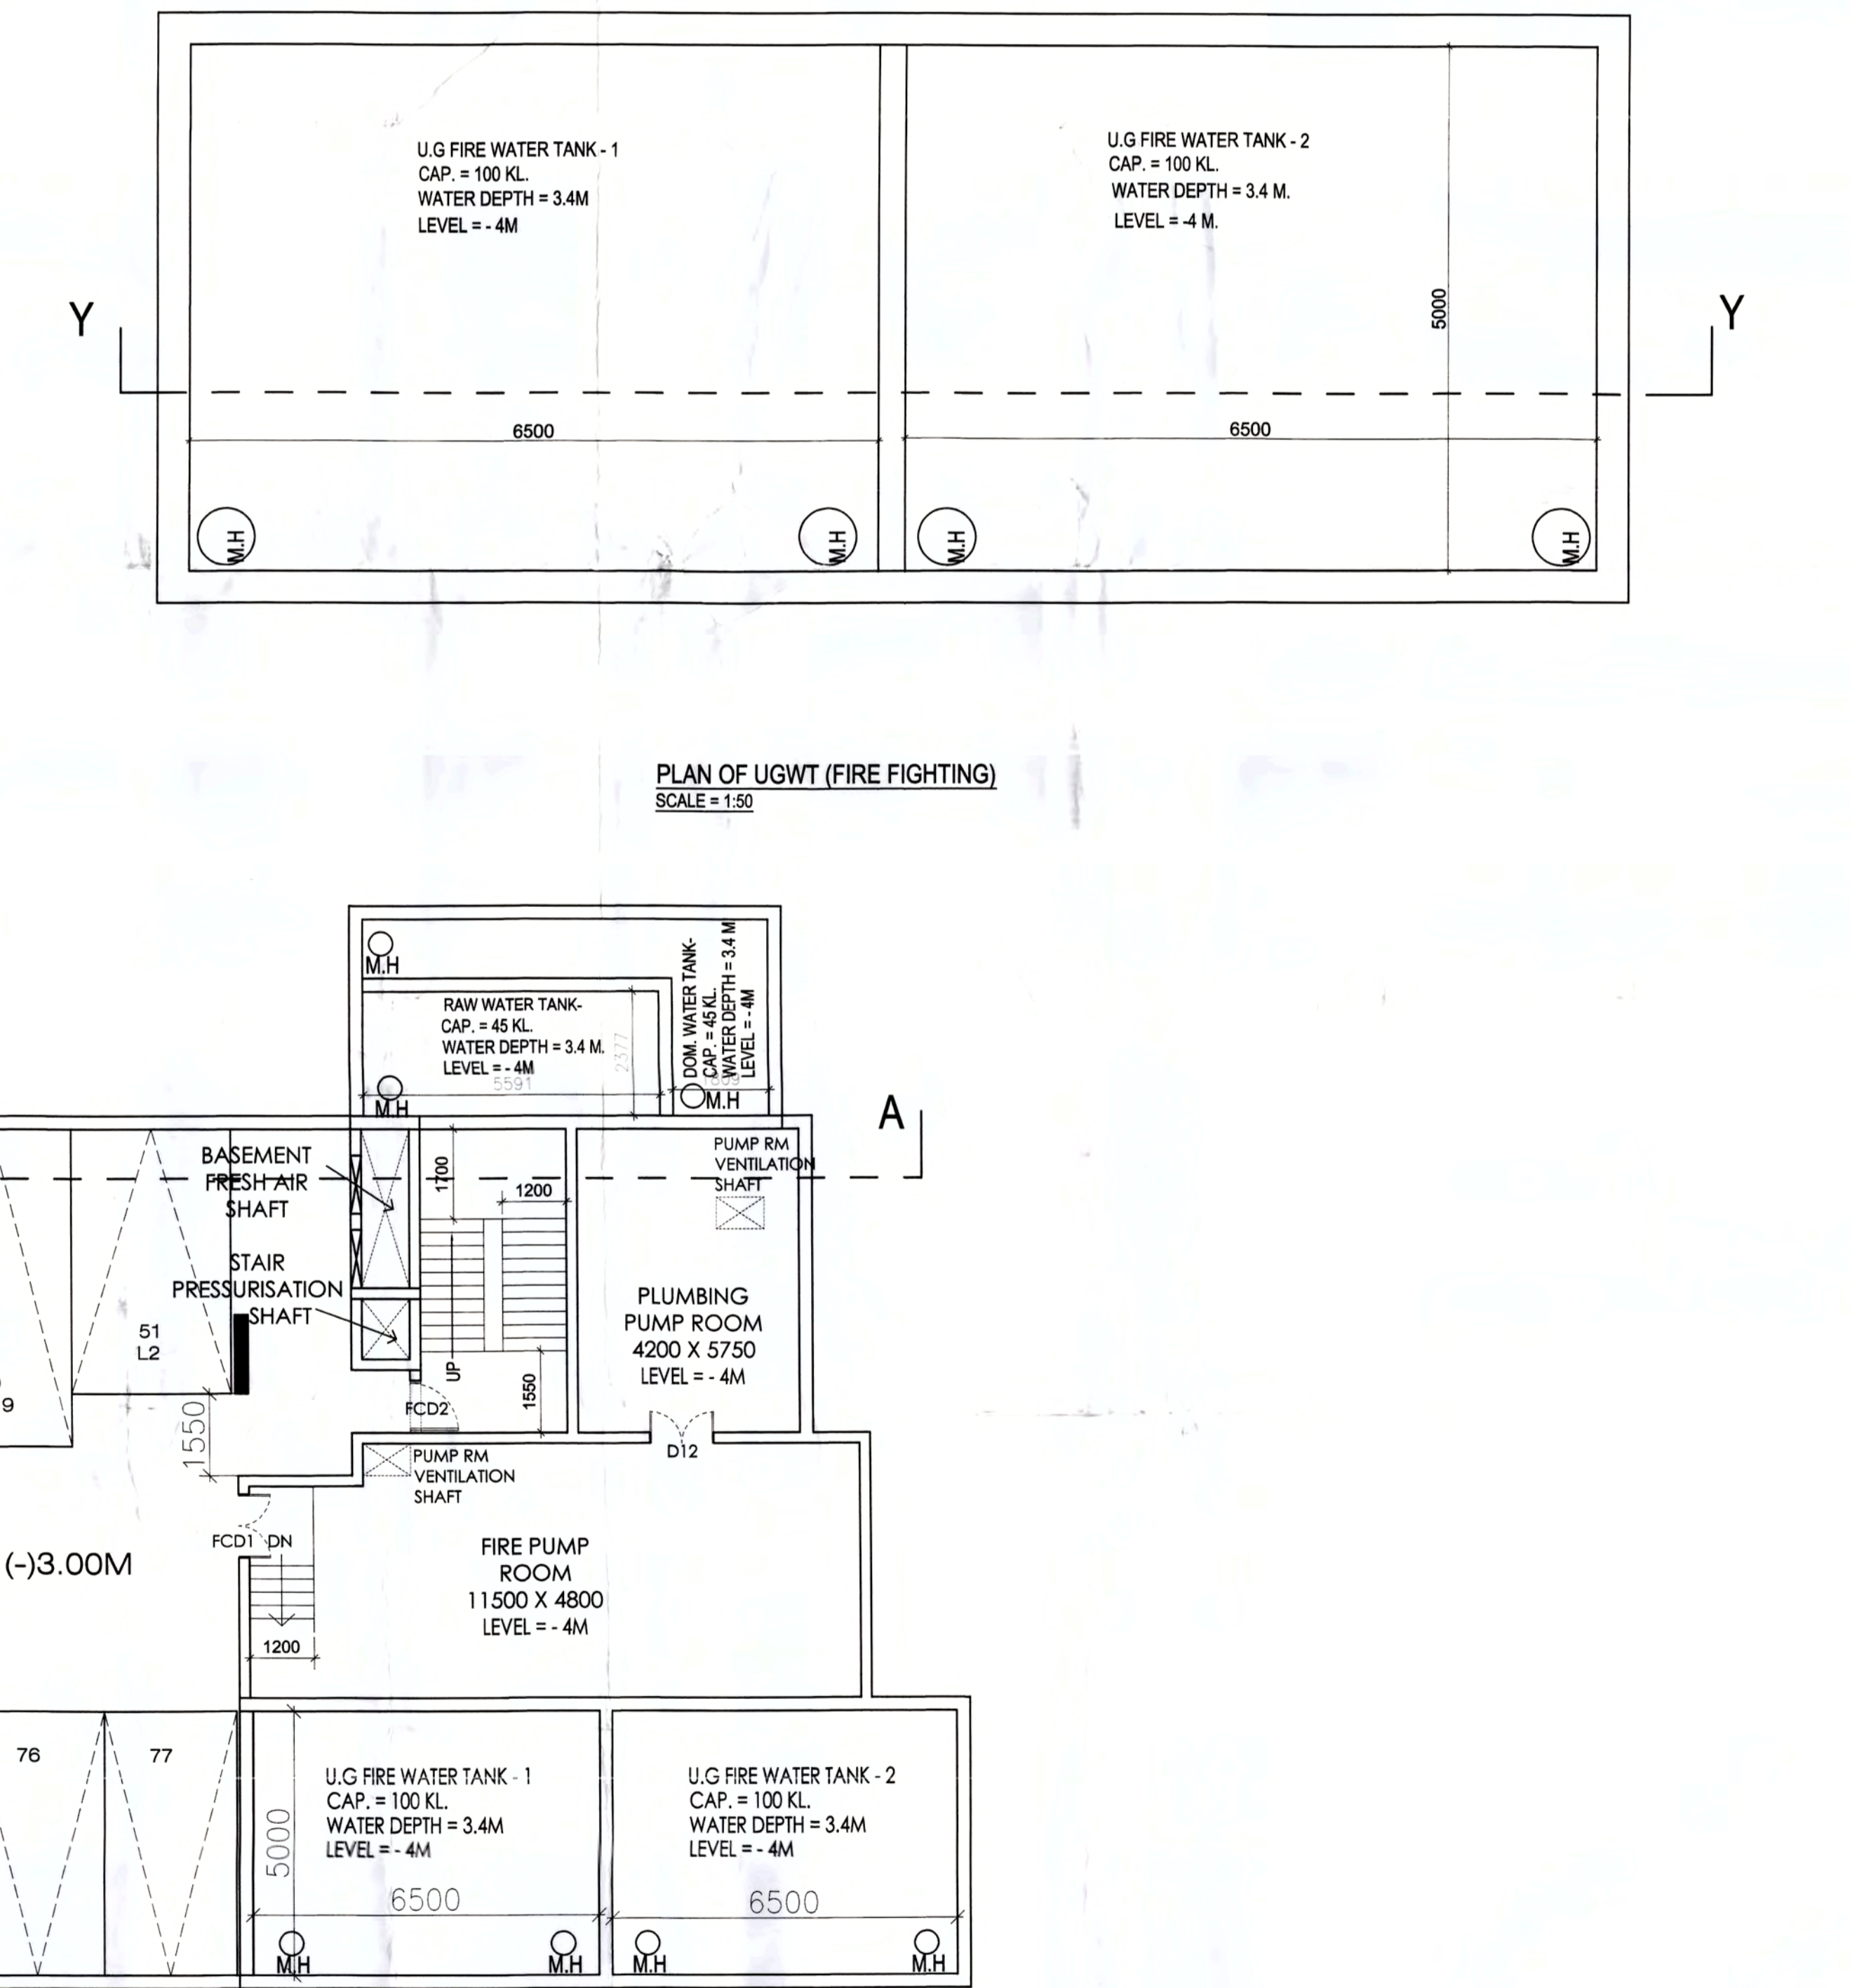 U.G FIRE WATER TANK - 1
CAP. = 100 KL.
WATER DEPTH = 3.4M
LEVEL = - 4M
U.G FIRE WATER TANK - 2
CAP. = 100 KL.
WATER DEPTH = 3.4 M.
LEVEL = -4 M.
5000
Y
Y
6500
6500
M.H
M.H
M.H
M.H
PLAN OF UGWT (FIRE FIGHTING)
SCALE = 1:50
M.H
RAW WATER TANK-
CAP. = 45 KL.
WATER DEPTH = 3.4 M.
LEVEL = - 4M
5591
2377
M.H
DOM. WATER TANK-
CAP. = 45 KL.
WATER DEPTH = 3.4 M
LEVEL = - 4M
1809
M.H
A
BASEMENT
FRESH AIR
SHAFT
1700
1200
PUMP RM
VENTILATION
SHAFT
STAIR
PRESSURISATION
SHAFT
51
L2
9
1550
UP
1550
FCD2
PLUMBING
PUMP ROOM
4200 X 5750
LEVEL = - 4M
D12
PUMP RM
VENTILATION
SHAFT
FCD1
DN
(-)3.00M
FIRE PUMP
ROOM
11500 X 4800
LEVEL = - 4M
1200
76
77
5000
U.G FIRE WATER TANK - 1
CAP. = 100 KL.
WATER DEPTH = 3.4M
LEVEL = - 4M
6500
U.G FIRE WATER TANK - 2
CAP. = 100 KL.
WATER DEPTH = 3.4M
LEVEL = - 4M
6500
M.H
M.H
M.H
M.H